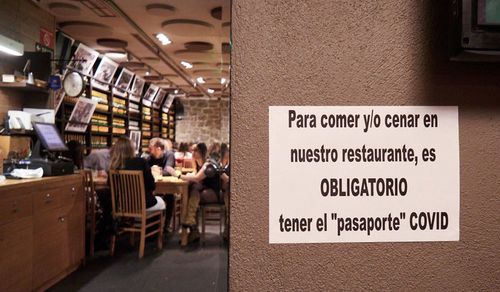 Para comer y/o cenar en
nuestro restaurante, es
OBLIGATORIO
tener el "pasaporte" COVID